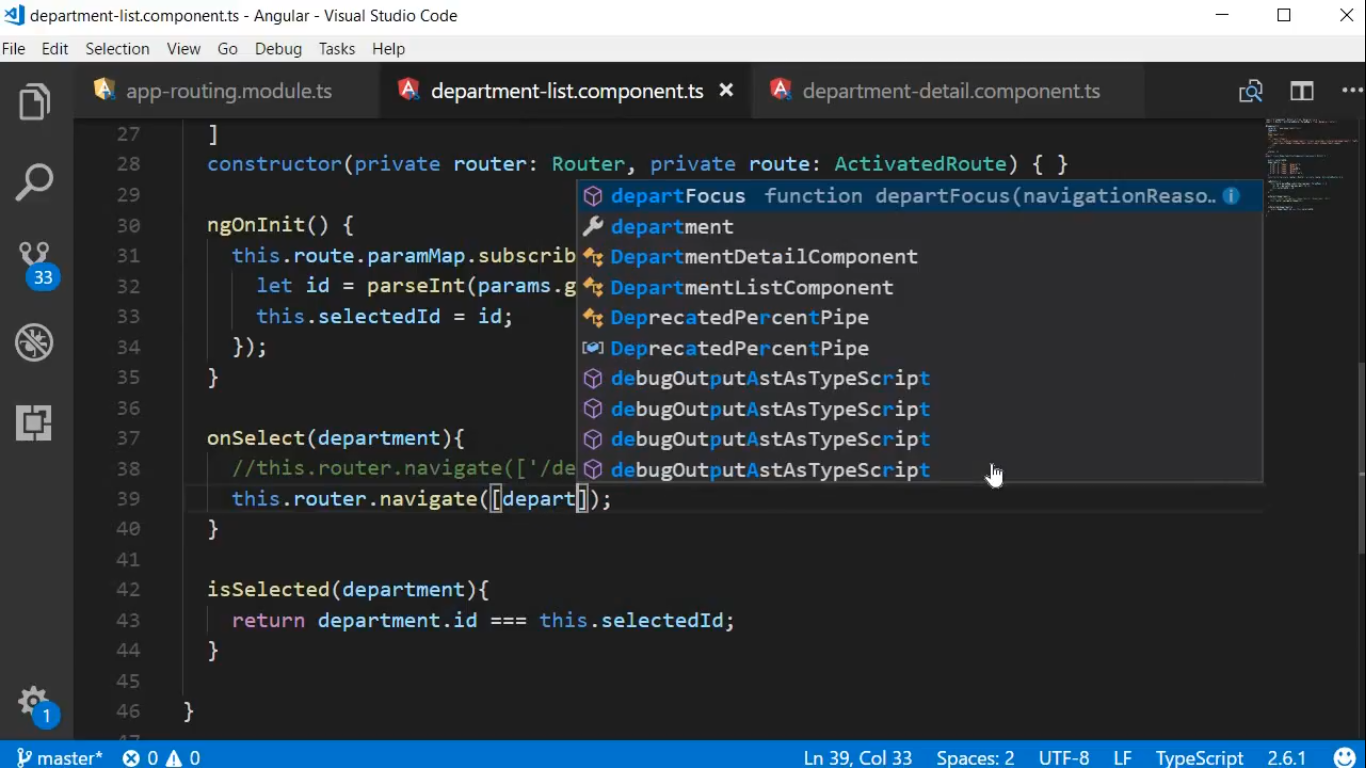 department-list.component.ts - Angular - Visual Studio Code
File Edit Selection View Go Debug Tasks Help
app-routing.module.ts department-list.component.ts department-detail.component.ts
27 ]
28 constructor(private router: Router, private route: ActivatedRoute) { }
29 departFocus function departFocus(navigationReaso…
30 ngOnInit() { department
31 this.route.paramMap.subscrib DepartmentDetailComponent
32 let id = parseInt(params.g DepartmentListComponent
33 this.selectedId = id; DeprecatedPercentPipe
34 }); DeprecatedPercentPipe
35 } debugOutputAstAsTypeScript
36 debugOutputAstAsTypeScript
37 onSelect(department){ debugOutputAstAsTypeScript
38 //this.router.navigate(['/de debugOutputAstAsTypeScript
39 this.router.navigate([depart]);
40 }
41
42 isSelected(department){
43 return department.id === this.selectedId;
44 }
45
46 }
33
1
master* 0 0 Ln 39, Col 33 Spaces: 2 UTF-8 LF TypeScript 2.6.1